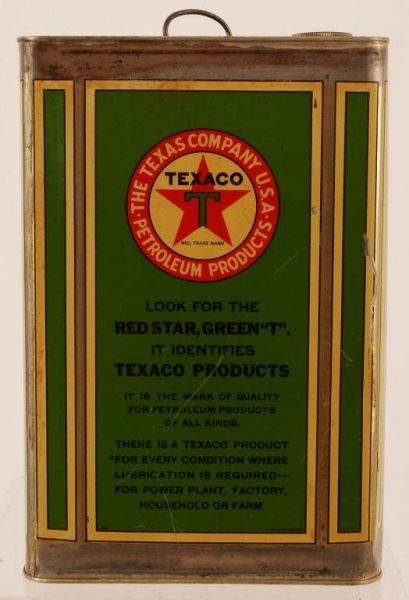 THE TEXAS COMPANY U.S.A.
TEXACO
T
REG. TRADE MARK
PETROLEUM PRODUCTS
LOOK FOR THE
RED STAR, GREEN "T".
IT IDENTIFIES
TEXACO PRODUCTS
IT IS THE MARK OF QUALITY
FOR PETROLEUM PRODUCTS
OF ALL KINDS.
THERE IS A TEXACO PRODUCT
FOR EVERY CONDITION WHERE
LUBRICATION IS REQUIRED—
FOR POWER PLANT, FACTORY,
HOUSEHOLD OR FARM